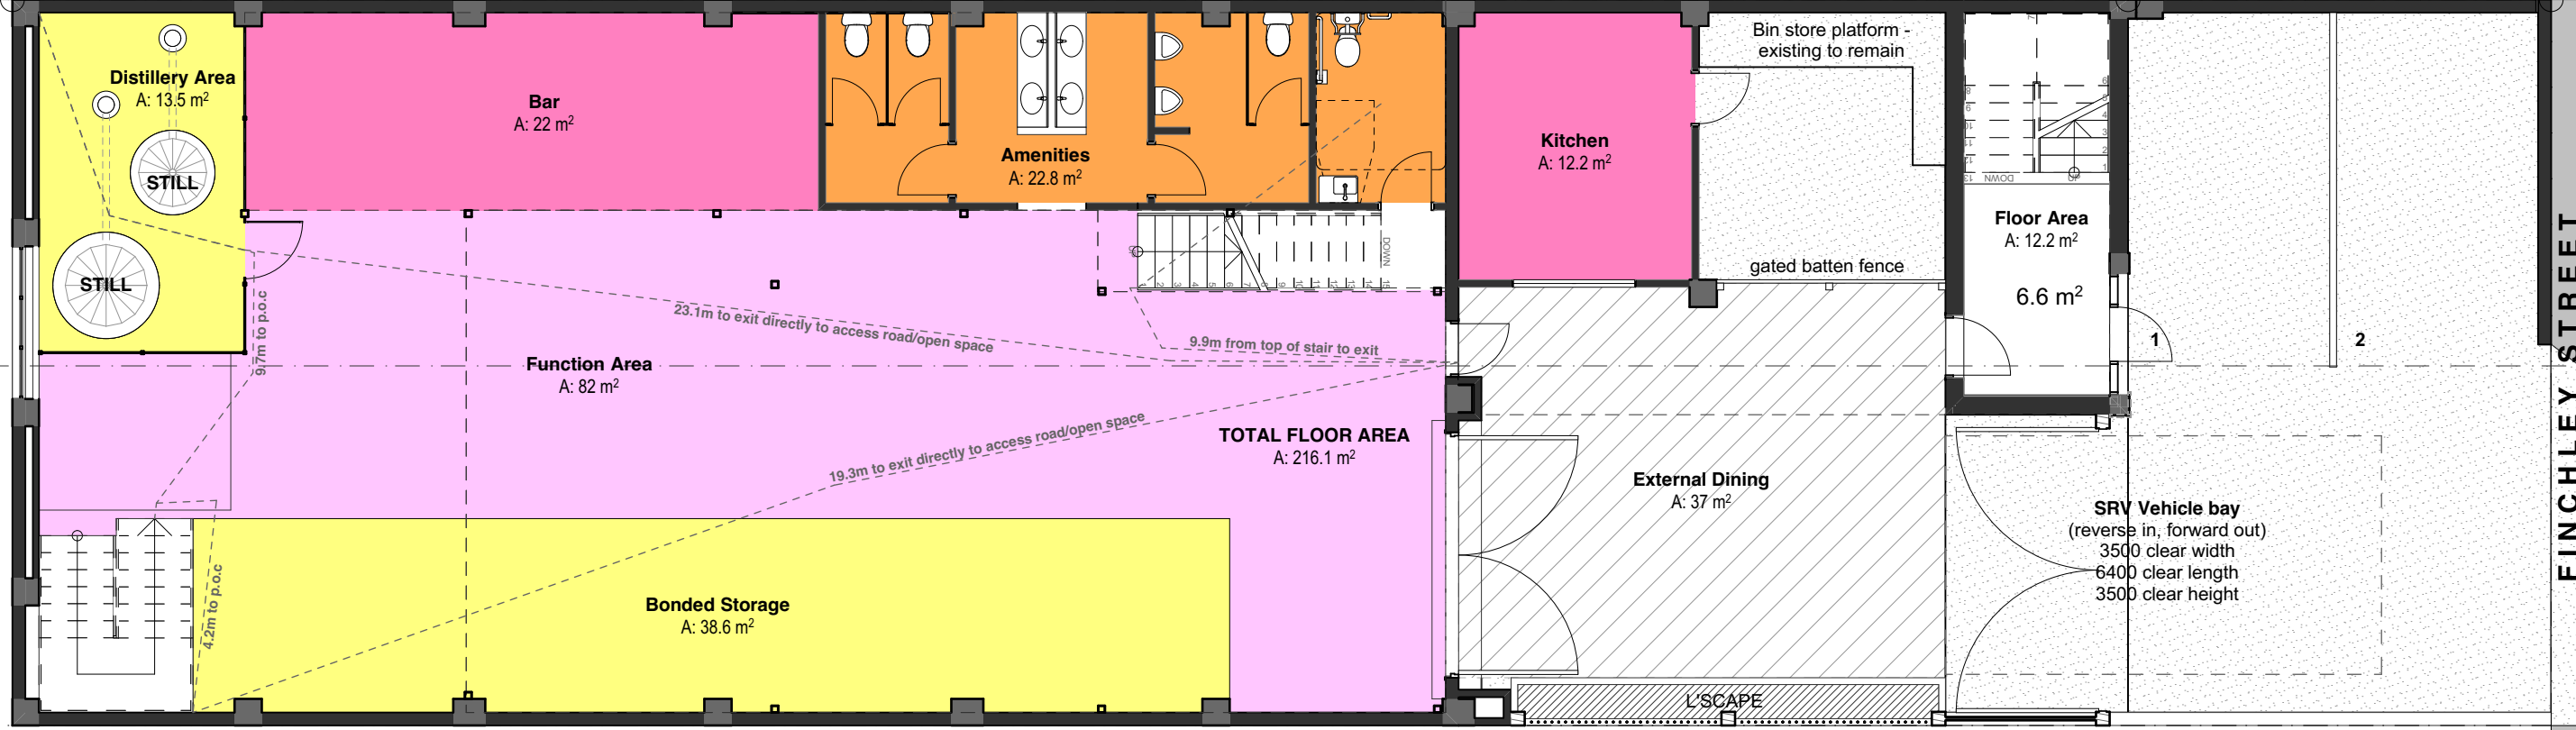 Distillery Area
A: 13.5 m²
STILL
STILL
Bar
A: 22 m²
Amenities
A: 22.8 m²
Kitchen
A: 12.2 m²
Bin store platform -
existing to remain
gated batten fence
DOWN
UP
Floor Area
A: 12.2 m²
6.6 m²
1
2
FINCHLEY STREET
DOWN
9.7m to p.o.c
23.1m to exit directly to access road/open space
9.9m from top of stair to exit
Function Area
A: 82 m²
19.3m to exit directly to access road/open space
TOTAL FLOOR AREA
A: 216.1 m²
External Dining
A: 37 m²
SRV Vehicle bay
(reverse in, forward out)
3500 clear width
6400 clear length
3500 clear height
4.2m to p.o.c
Bonded Storage
A: 38.6 m²
L'SCAPE